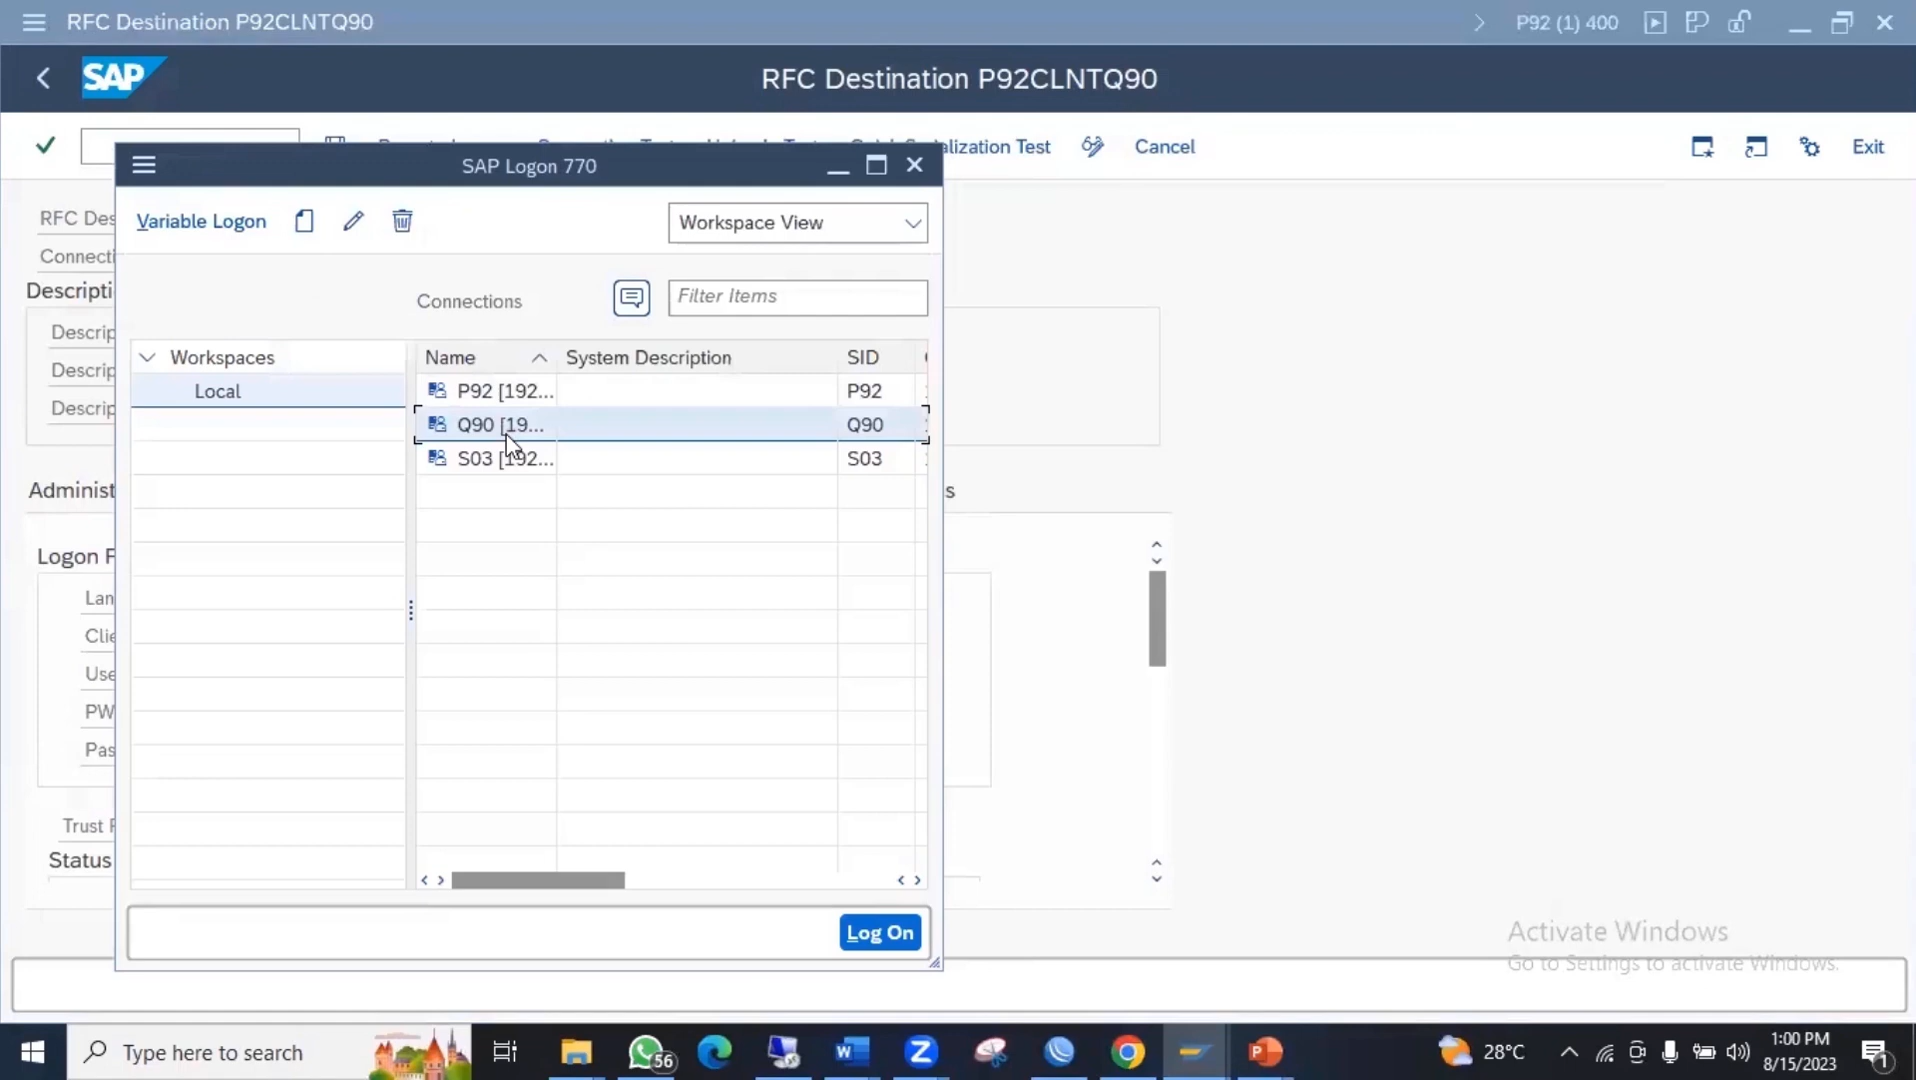 RFC Destination P92CLNTQ90
P92 (1) 400
SAP
RFC Destination P92CLNTQ90
Cancel
Exit
SAP Logon 770
Variable Logon
Workspace View
Connections
Filter Items
Workspaces
Name
System Description
SID
Local
P92 [192...
P92
Q90 [19...
Q90
S03 [192...
S03
RFC Des
Connecti
Descripti
Descrip
Descrip
Descrip
Administ
s
Logon F
Lan
Clie
Use
PW
Pas
Trust F
Status
Log On
Activate Windows
Go to Settings to activate Windows.
Type here to search
56
28°C
1:00 PM
8/15/2023
1